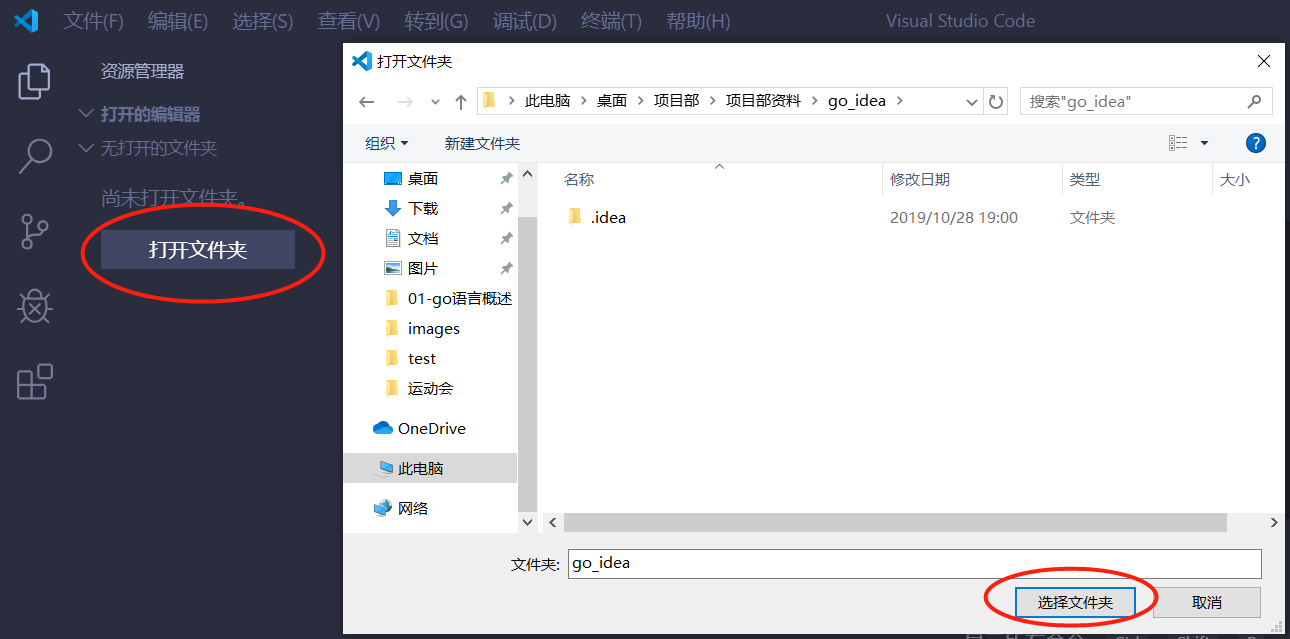 文件(F) 编辑(E) 选择(S) 查看(V) 转到(G) 调试(D) 终端(T) 帮助(H) Visual Studio Code
资源管理器
打开的编辑器
无打开的文件夹
尚未打开文件夹。
打开文件夹
打开文件夹
此电脑 桌面 项目部 项目部资料 go_idea 搜索"go_idea"
组织 新建文件夹
名称 修改日期 类型 大小
.idea 2019/10/28 19:00 文件夹
桌面
下载
文档
图片
01-go语言概述
images
test
运动会
OneDrive
此电脑
网络
文件夹: go_idea
选择文件夹 取消